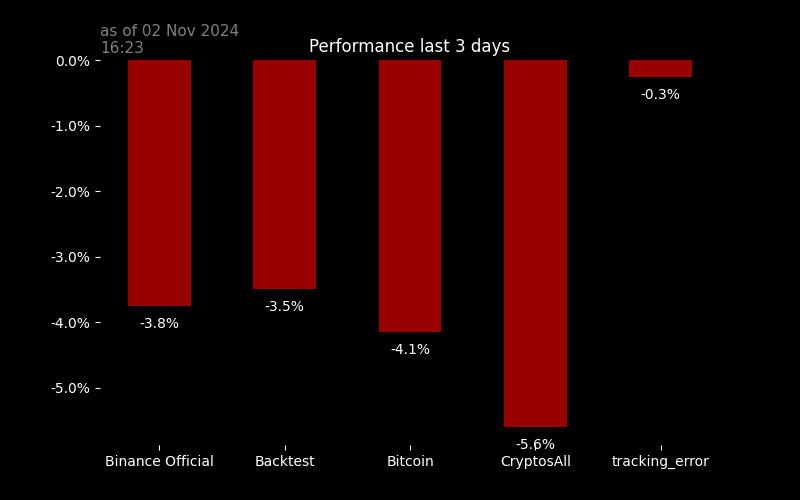 as of 02 Nov 2024
16:23
Performance last 3 days
0.0%
-1.0%
-2.0%
-3.0%
-4.0%
-5.0%
-3.8%
-3.5%
-4.1%
-5.6%
-0.3%
Binance Official
Backtest
Bitcoin
CryptosAll
tracking_error